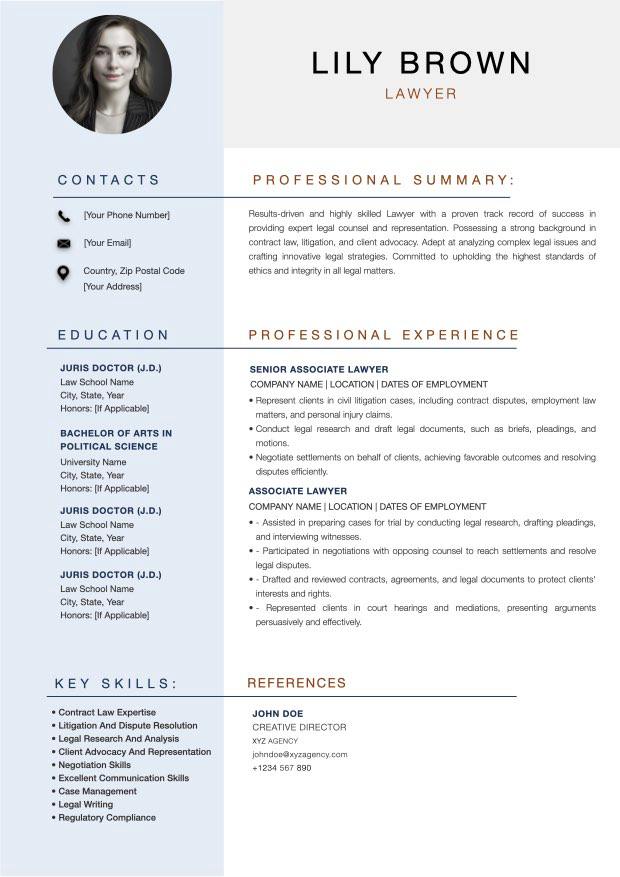 LILY BROWN
LAWYER
CONTACTS
[Your Phone Number]
[Your Email]
Country, Zip Postal Code
[Your Address]
EDUCATION
JURIS DOCTOR (J.D.)
Law School Name
City, State, Year
Honors: [If Applicable]
BACHELOR OF ARTS IN
POLITICAL SCIENCE
University Name
City, State, Year
Honors: [If Applicable]
JURIS DOCTOR (J.D.)
Law School Name
City, State, Year
Honors: [If Applicable]
JURIS DOCTOR (J.D.)
Law School Name
City, State, Year
Honors: [If Applicable]
KEY SKILLS:
• Contract Law Expertise
• Litigation And Dispute Resolution
• Legal Research And Analysis
• Client Advocacy And Representation
• Negotiation Skills
• Excellent Communication Skills
• Case Management
• Legal Writing
• Regulatory Compliance
PROFESSIONAL SUMMARY:
Results-driven and highly skilled Lawyer with a proven track record of success in
providing expert legal counsel and representation. Possessing a strong background in
contract law, litigation, and client advocacy. Adept at analyzing complex legal issues and
crafting innovative legal strategies. Committed to upholding the highest standards of
ethics and integrity in all legal matters.
PROFESSIONAL EXPERIENCE
SENIOR ASSOCIATE LAWYER
COMPANY NAME | LOCATION | DATES OF EMPLOYMENT
• Represent clients in civil litigation cases, including contract disputes, employment law
matters, and personal injury claims.
• Conduct legal research and draft legal documents, such as briefs, pleadings, and
motions.
• Negotiate settlements on behalf of clients, achieving favorable outcomes and resolving
disputes efficiently.
ASSOCIATE LAWYER
COMPANY NAME | LOCATION | DATES OF EMPLOYMENT
• - Assisted in preparing cases for trial by conducting legal research, drafting pleadings,
and interviewing witnesses.
• - Participated in negotiations with opposing counsel to reach settlements and resolve
legal disputes.
• - Drafted and reviewed contracts, agreements, and legal documents to protect clients'
interests and rights.
• - Represented clients in court hearings and mediations, presenting arguments
persuasively and effectively.
REFERENCES
JOHN DOE
CREATIVE DIRECTOR
XYZ AGENCY
johndoe@xyzagency.com
+1234 567 890